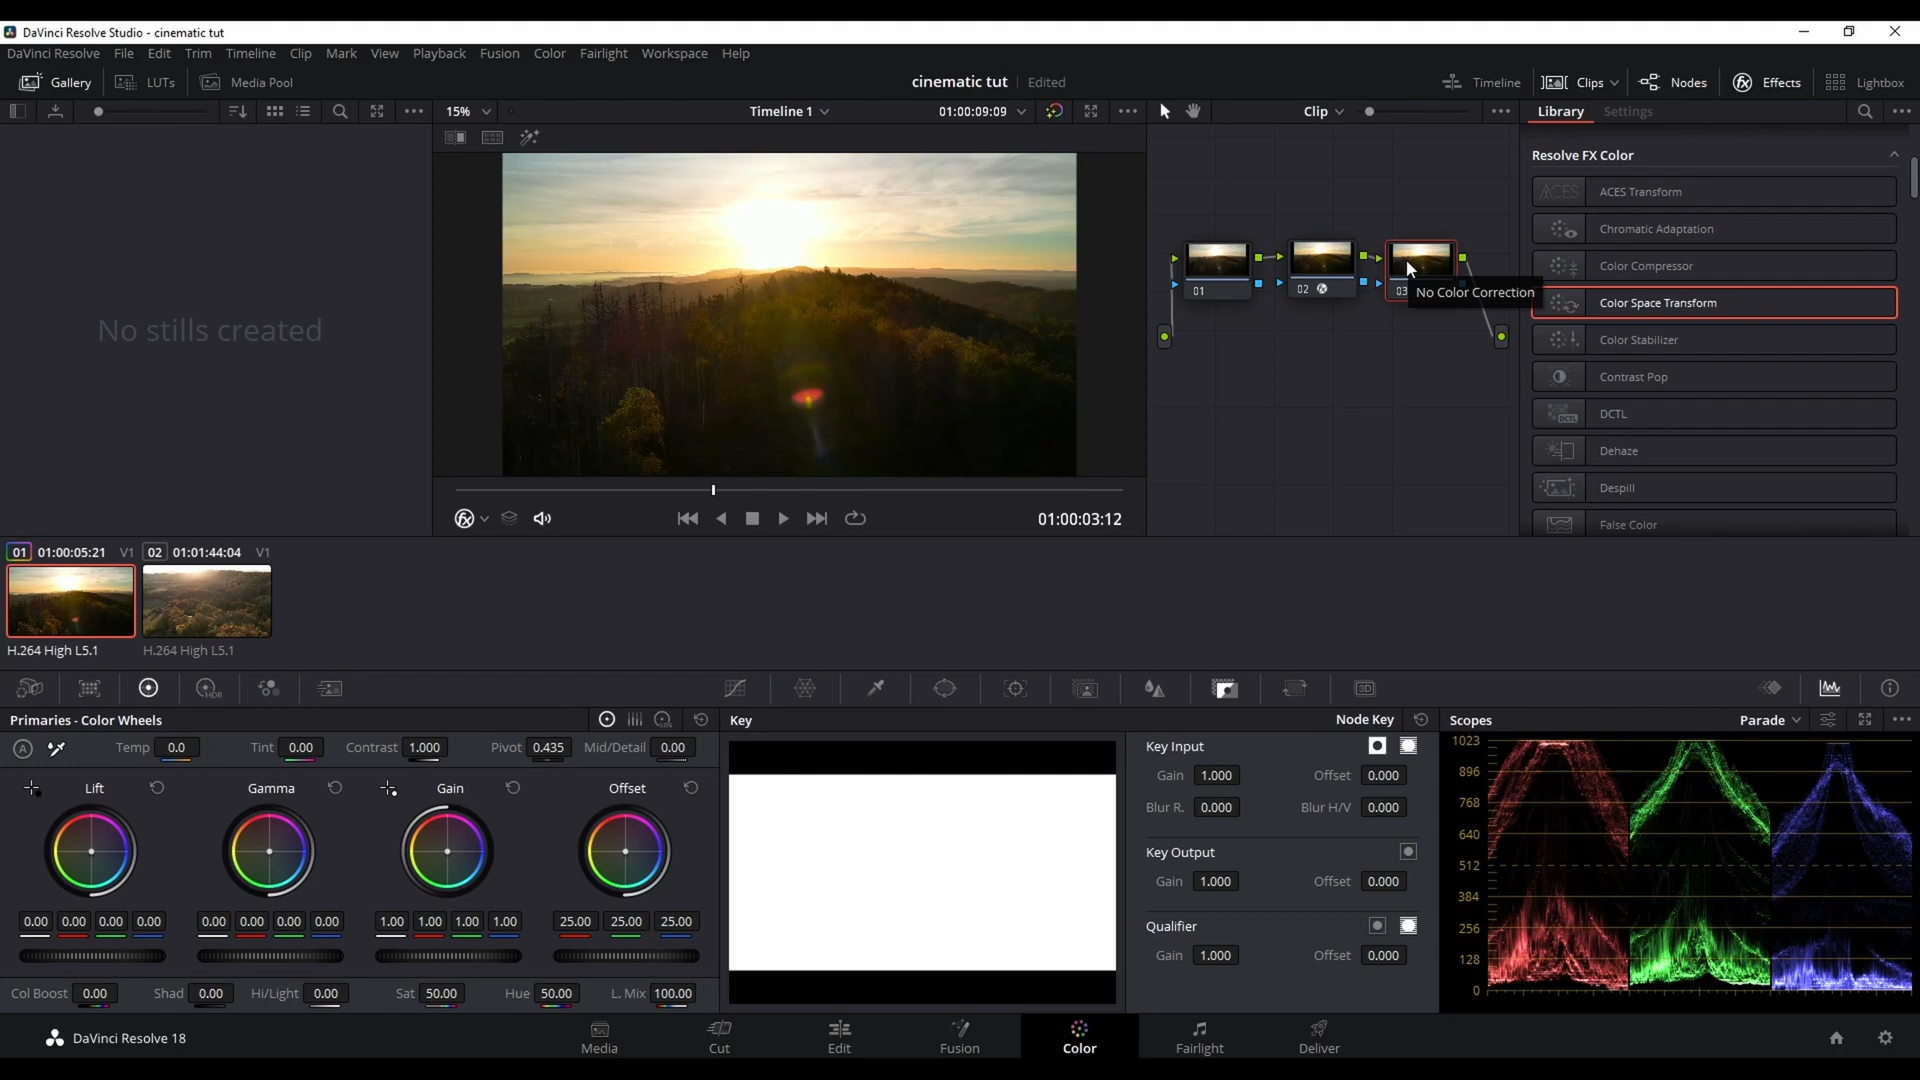 DaVinci Resolve Studio - cinematic tut
DaVinci Resolve File Edit Trim Timeline Clip Mark View Playback Fusion Color Fairlight Workspace Help
Gallery LUTs Media Pool cinematic tut Edited Timeline Clips Nodes Effects Lightbox
15% Timeline 1 01:00:09:09 Clip Library Settings
Resolve FX Color
ACES ACES Transform
Chromatic Adaptation
Color Compressor
Color Space Transform
Color Stabilizer
Contrast Pop
DCTL DCTL
Dehaze
Despill
False Color
No stills created
01 02 03
No Color Correction
01:00:03:12
01 01:00:05:21 V1 02 01:01:44:04 V1
H.264 High L5.1 H.264 High L5.1
HDR 3D
Primaries - Color Wheels LOG Key Node Key Scopes Parade
A Temp 0.0 Tint 0.00 Contrast 1.000 Pivot 0.435 Mid/Detail 0.00
Lift Gamma Gain Offset
0.00 0.00 0.00 0.00 0.00 0.00 0.00 0.00 1.00 1.00 1.00 1.00 25.00 25.00 25.00
Col Boost 0.00 Shad 0.00 Hi/Light 0.00 Sat 50.00 Hue 50.00 L. Mix 100.00
Key Input
Gain 1.000 Offset 0.000
Blur R. 0.000 Blur H/V 0.000
Key Output
Gain 1.000 Offset 0.000
Qualifier
Gain 1.000 Offset 0.000
1023
896
768
640
512
384
256
128
0
DaVinci Resolve 18 Media Cut Edit Fusion Color Fairlight Deliver